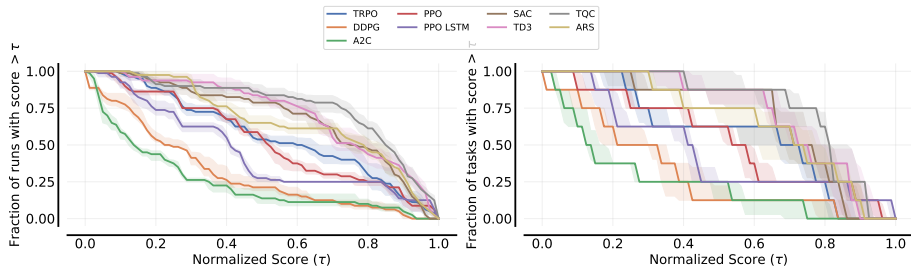 TRPO PPO SAC TQC
DDPG PPO LSTM TD3 ARS
A2C
Fraction of runs with score > τ
1.00
0.75
0.50
0.25
0.00
0.0 0.2 0.4 0.6 0.8 1.0
Normalized Score (τ)
Fraction of tasks with score > τ
1.00
0.75
0.50
0.25
0.00
0.0 0.2 0.4 0.6 0.8 1.0
Normalized Score (τ)